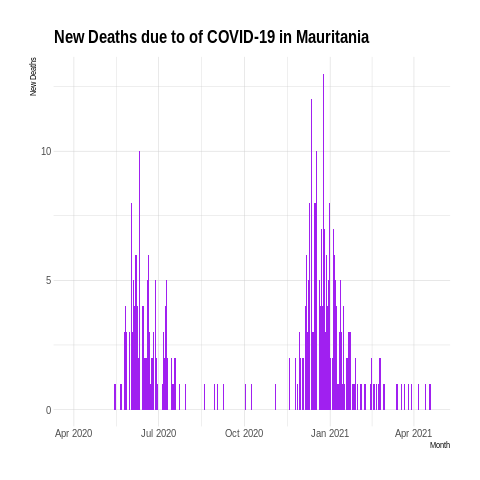 New Deaths due to of COVID-19 in Mauritania
New Deaths
10
5
0
Apr 2020 Jul 2020 Oct 2020 Jan 2021 Apr 2021
Month